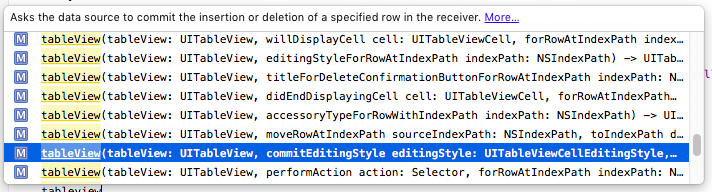 Asks the data source to commit the insertion or deletion of a specified row in the receiver. More...
M tableView(tableView: UITableView, willDisplayCell cell: UITableViewCell, forRowAtIndexPath index...
M tableView(tableView: UITableView, editingStyleForRowAtIndexPath indexPath: NSIndexPath) -> UITab...
M tableView(tableView: UITableView, titleForDeleteConfirmationButtonForRowAtIndexPath indexPath: N...
M tableView(tableView: UITableView, didEndDisplayingCell cell: UITableViewCell, forRowAtIndexPath...
M tableView(tableView: UITableView, accessoryTypeForRowWithIndexPath indexPath: NSIndexPath) -> UI...
M tableView(tableView: UITableView, moveRowAtIndexPath sourceIndexPath: NSIndexPath, toIndexPath d...
M tableView(tableView: UITableView, commitEditingStyle editingStyle: UITableViewCellEditingStyle,...
M tableView(tableView: UITableView, performAction action: Selector, forRowAtIndexPath indexPath: N...
tableview